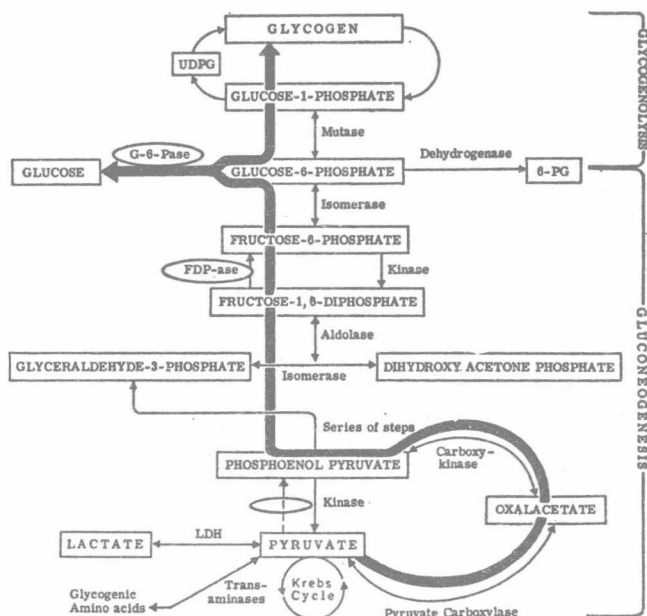 GLYCOGEN
UDPG
GLUCOSE-1-PHOSPHATE
Mutase
G-6-Pase
Dehydrogenase
GLUCOSE
GLUCOSE-6-PHOSPHATE
6-PG
Isomerase
FRUCTOSE-6-PHOSPHATE
FDP-ase
Kinase
FRUCTOSE-1,6-DIPHOSPHATE
Aldolase
GLYCERALDEHYDE-3-PHOSPHATE
Isomerase
DIHYDROXY.ACETONE PHOSPHATE
Series of steps
PHOSPHOENOL PYRUVATE
Carboxy-
kinase
Kinase
OXALACETATE
LACTATE
LDH
PYRUVATE
Glycogenic
Amino acids
Trans-
aminases
Krebs
Cycle
Pyruvate Carboxylase
GLYCOGENOLYSIS
GLUCONEOGENESIS